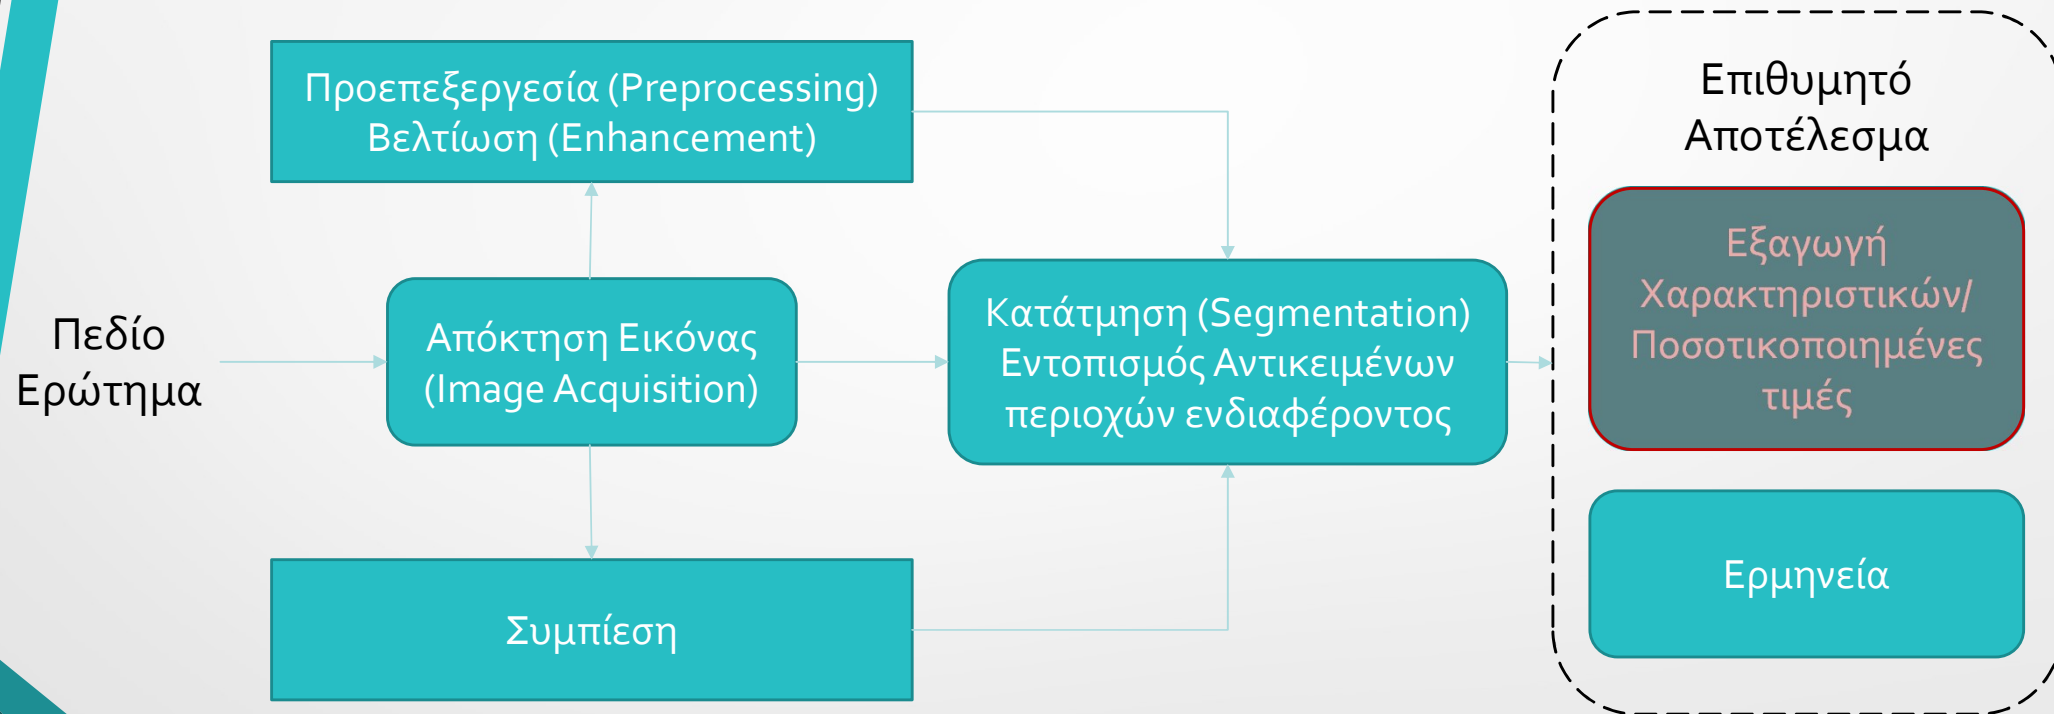 Προεπεξεργεσία (Preprocessing)
Βελτίωση (Enhancement)
Πεδίο
Ερώτημα
Απόκτηση Εικόνας
(Image Acquisition)
Συμπίεση
Κατάτμηση (Segmentation)
Εντοπισμός Αντικειμένων
περιοχών ενδιαφέροντος
Επιθυμητό
Αποτέλεσμα
Εξαγωγή
Χαρακτηριστικών/
Ποσοτικοποιημένες
τιμές
Ερμηνεία